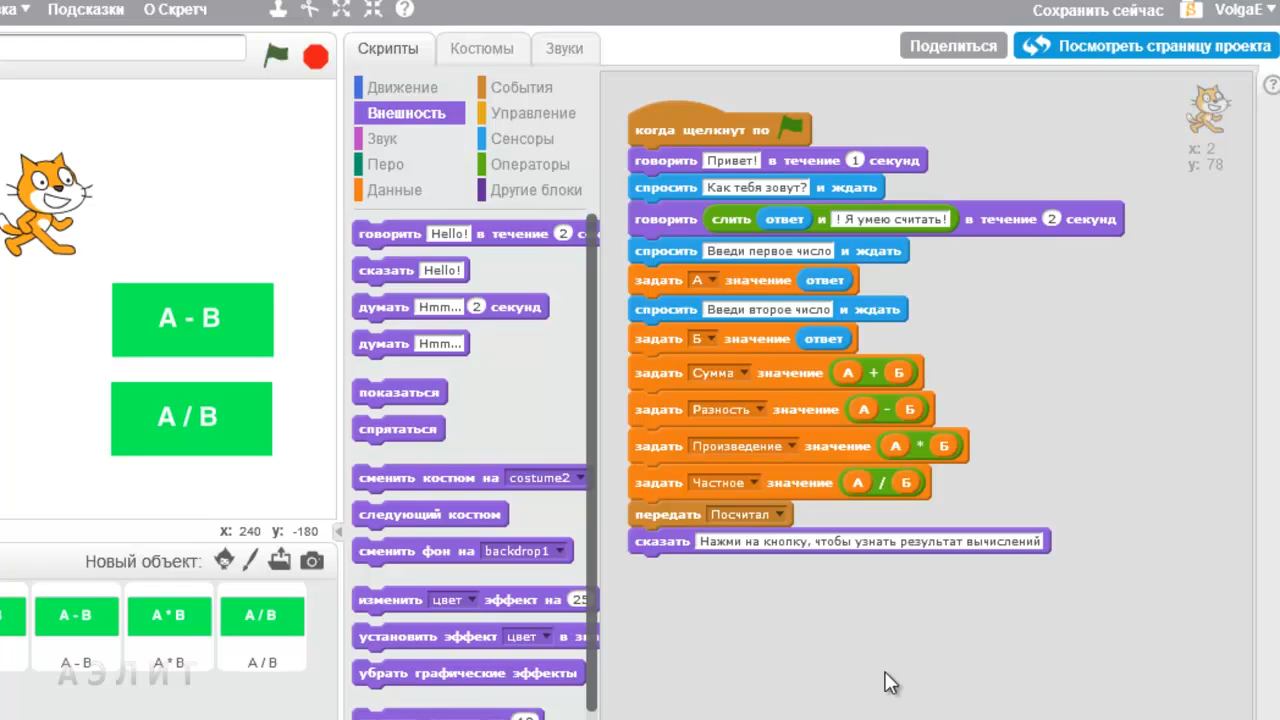 ка Подсказки О Скретч Сохранить сейчас VolgaE
Скрипты Костюмы Звуки Поделиться Посмотреть страницу проекта
Движение События
Внешность Управление
Звук Сенсоры
Перо Операторы
Данные Другие блоки
x: 2
y: 78
когда щелкнут по
говорить Привет! в течение 1 секунд
спросить Как тебя зовут? и ждать
говорить слить ответ и ! Я умею считать! в течение 2 секунд
спросить Введи первое число и ждать
задать А значение ответ
спросить Введи второе число и ждать
задать Б значение ответ
задать Сумма значение А + Б
задать Разность значение А - Б
задать Произведение значение А * Б
задать Частное значение А / Б
передать Посчитал
сказать Нажми на кнопку, чтобы узнать результат вычислений
говорить Hello! в течение 2 се
сказать Hello!
думать Hmm... 2 секунд
думать Hmm...
показаться
спрятаться
сменить костюм на costume2
следующий костюм
сменить фон на backdrop1
изменить цвет эффект на 25
установить эффект цвет в зн
убрать графические эффекты
10
A - B
A / B
x: 240 y: -180
Новый объект:
A - B A * B A / B
A - B A * B A / B
АЭЛИТ